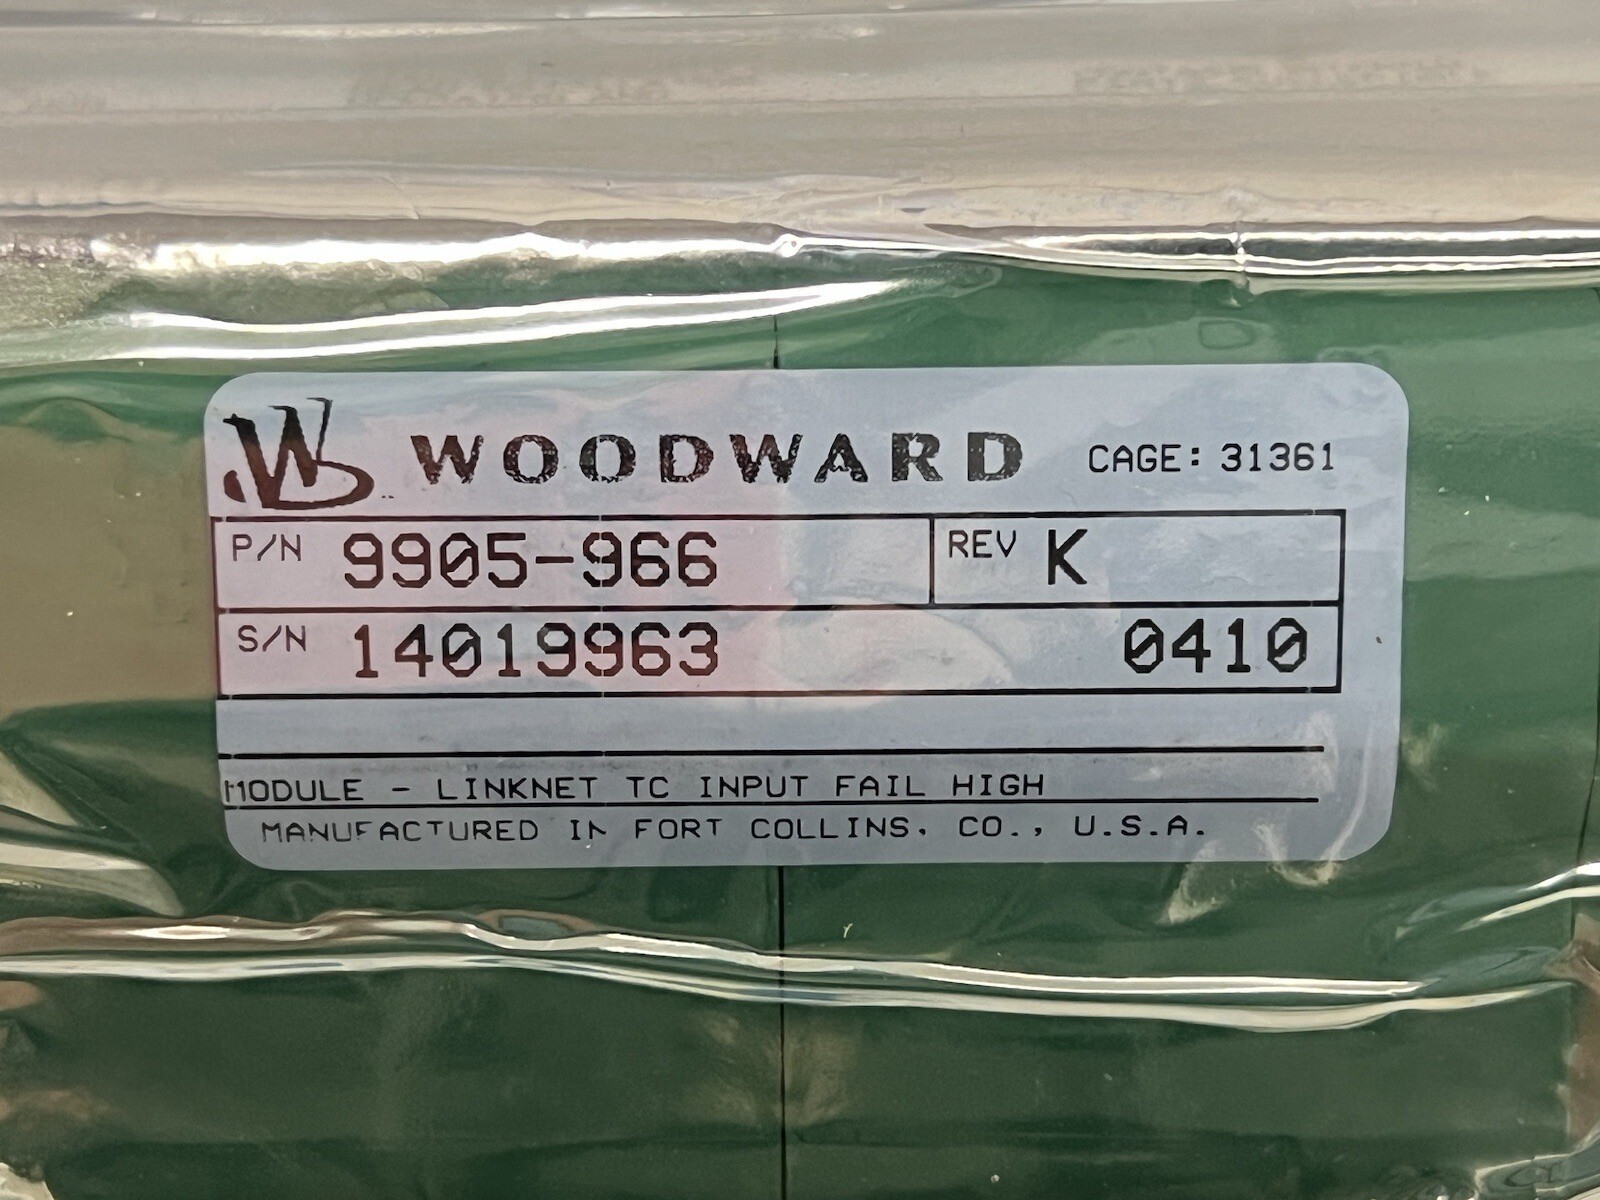 WOODWARD CAGE: 31361
P/N 9905-966 REV K
S/N 14019963 0410
MODULE - LINKNET TC INPUT FAIL HIGH
MANUFACTURED IN FORT COLLINS, CO., U.S.A.